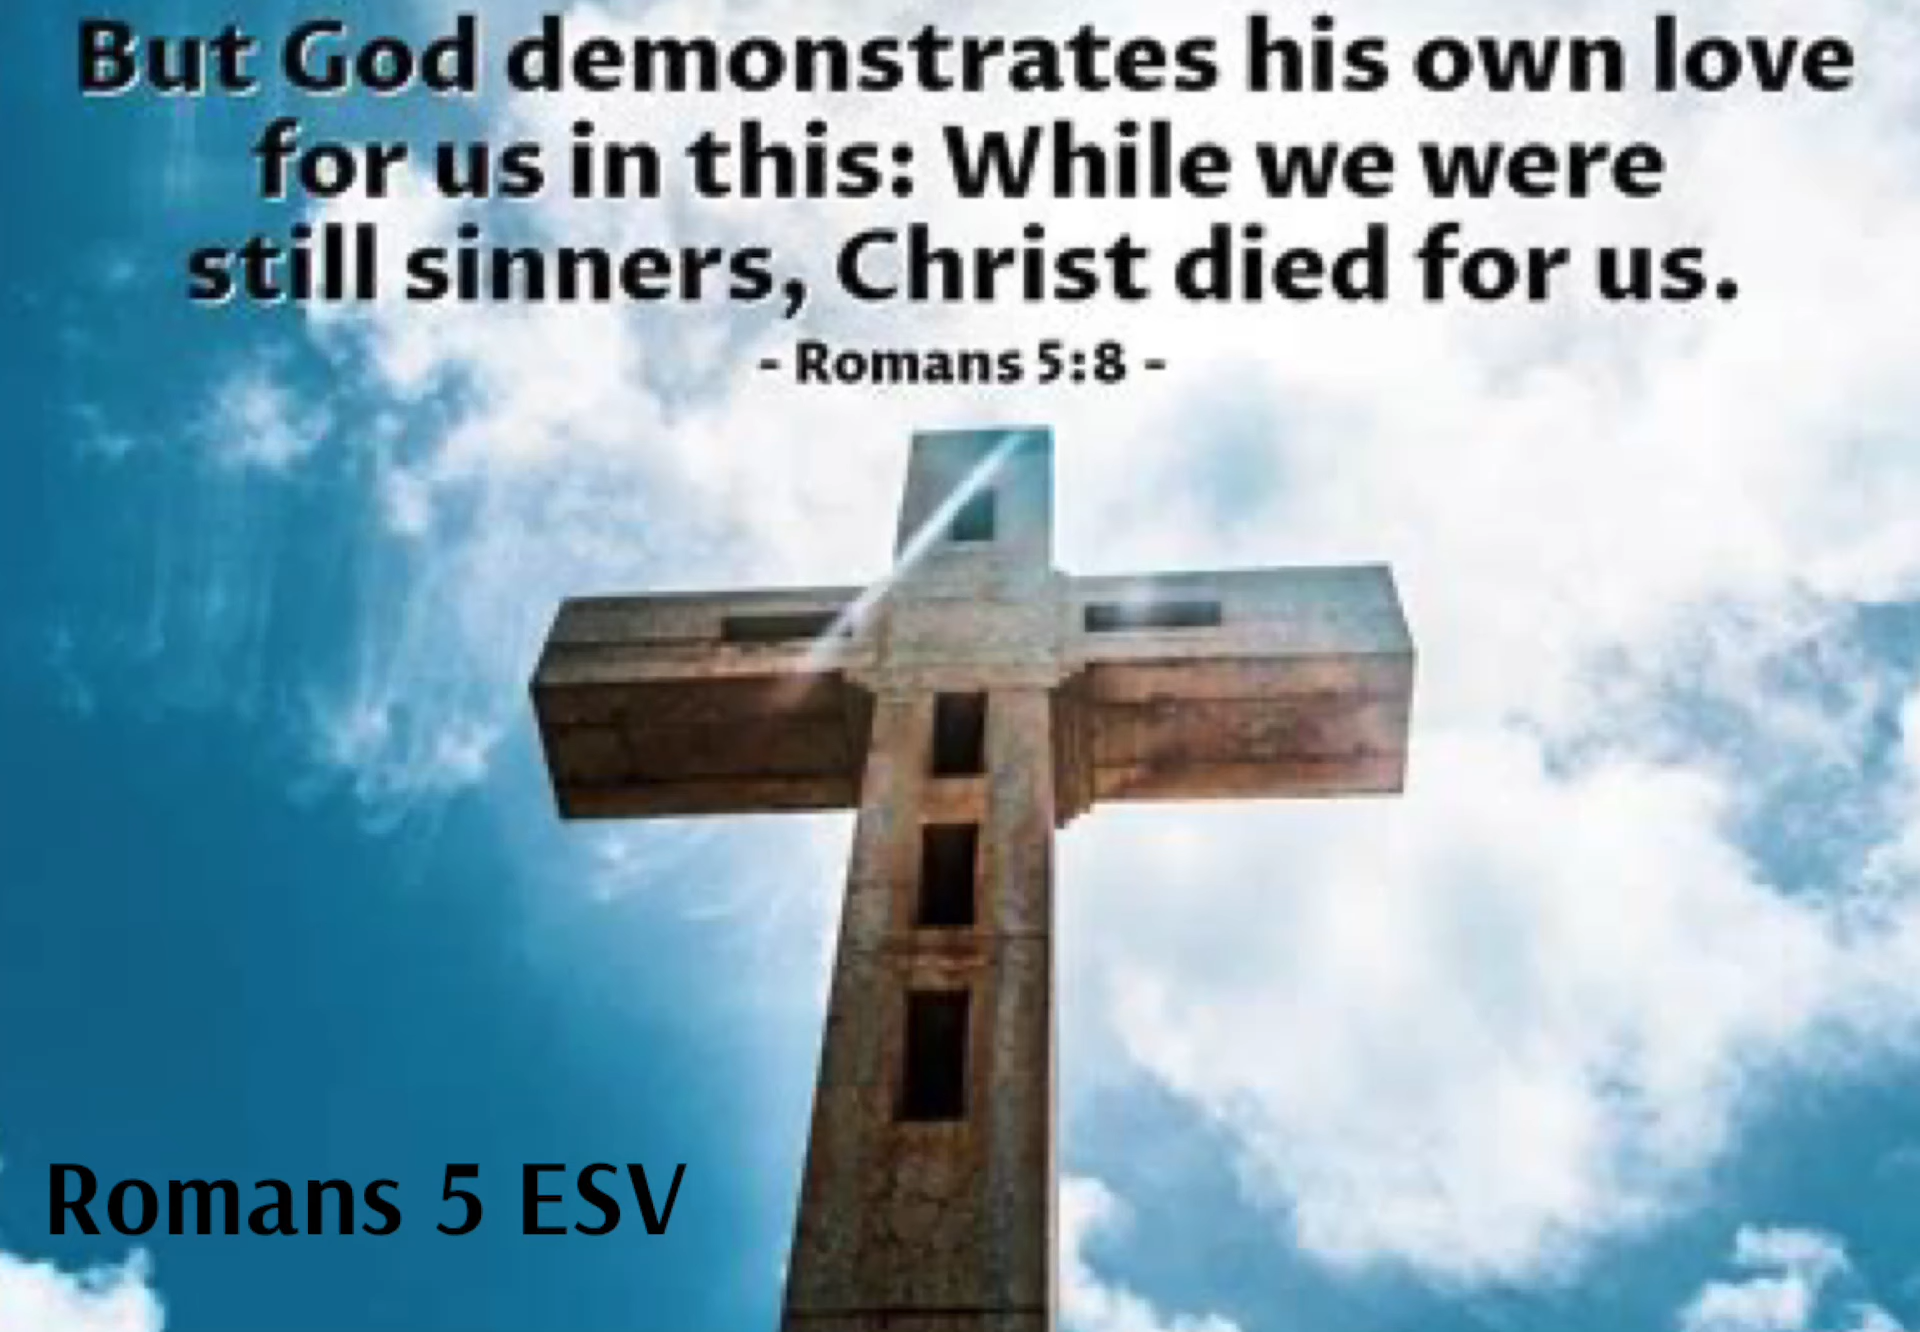 But God demonstrates his own love
for us in this: While we were
still sinners, Christ died for us.
- Romans 5:8 -
Romans 5 ESV